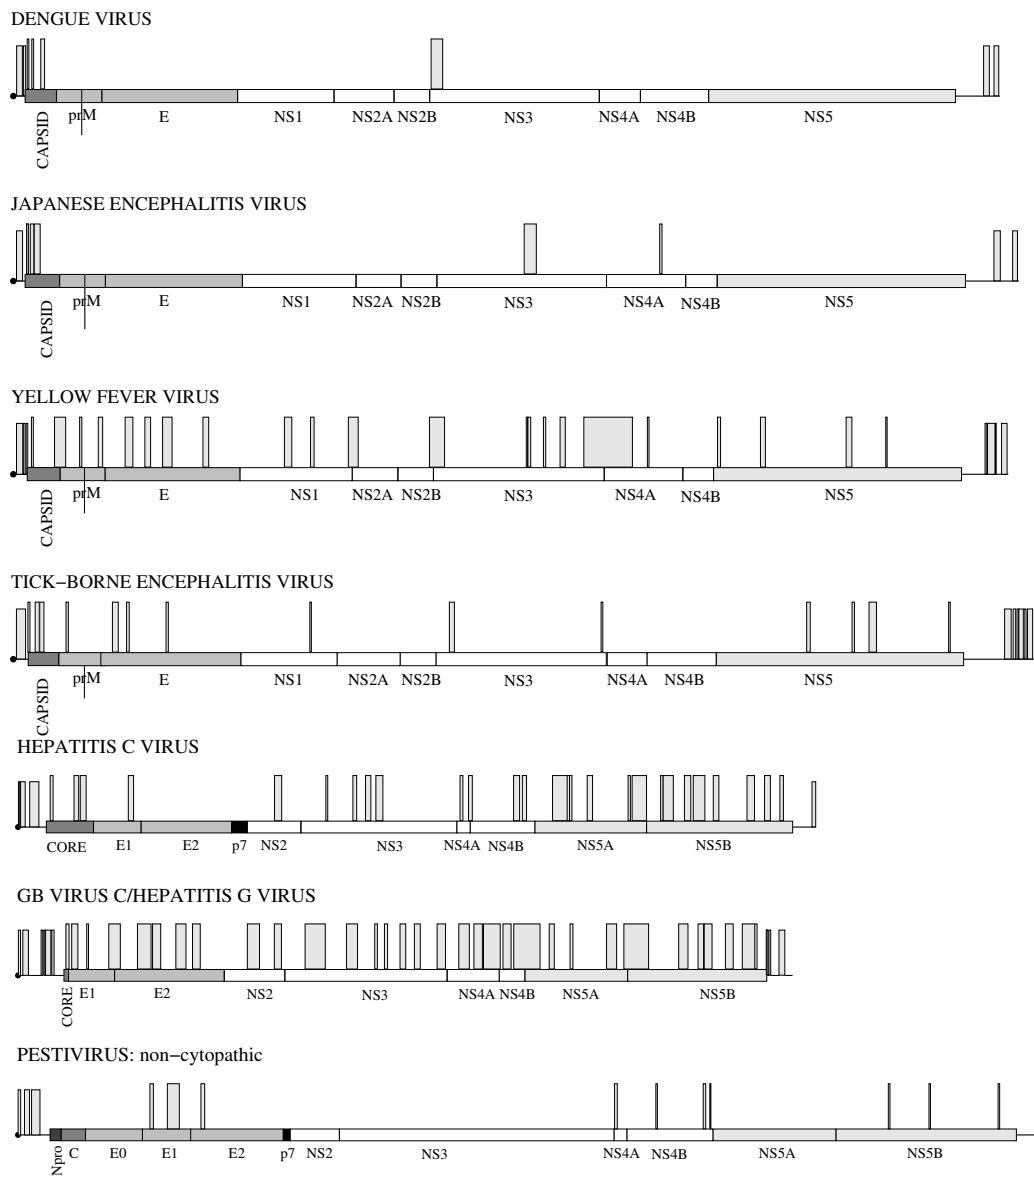 DENGUE VIRUS
CAPSID prM E NS1 NS2A NS2B NS3 NS4A NS4B NS5
JAPANESE ENCEPHALITIS VIRUS
CAPSID prM E NS1 NS2A NS2B NS3 NS4A NS4B NS5
YELLOW FEVER VIRUS
CAPSID prM E NS1 NS2A NS2B NS3 NS4A NS4B NS5
TICK−BORNE ENCEPHALITIS VIRUS
CAPSID prM E NS1 NS2A NS2B NS3 NS4A NS4B NS5
HEPATITIS C VIRUS
CORE E1 E2 p7 NS2 NS3 NS4A NS4B NS5A NS5B
GB VIRUS C/HEPATITIS G VIRUS
CORE E1 E2 NS2 NS3 NS4A NS4B NS5A NS5B
PESTIVIRUS: non−cytopathic
Npro C E0 E1 E2 p7 NS2 NS3 NS4A NS4B NS5A NS5B